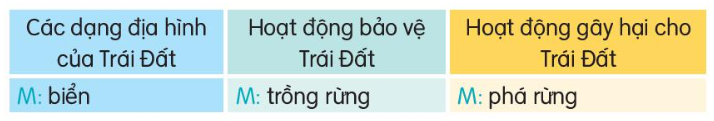 Các dạng địa hình
của Trái Đất
Hoạt động bảo vệ
Trái Đất
Hoạt động gây hại cho
Trái Đất
M: biển
M: trồng rừng
M: phá rừng